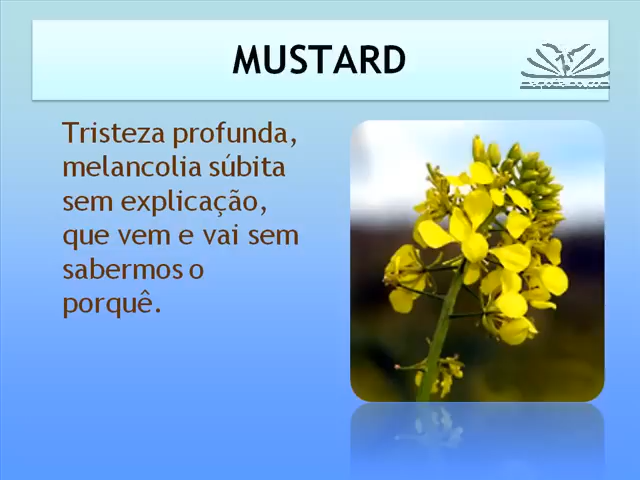 MUSTARD
Tristeza profunda,
melancolia súbita
sem explicação,
que vem e vai sem
sabermos o
porquê.